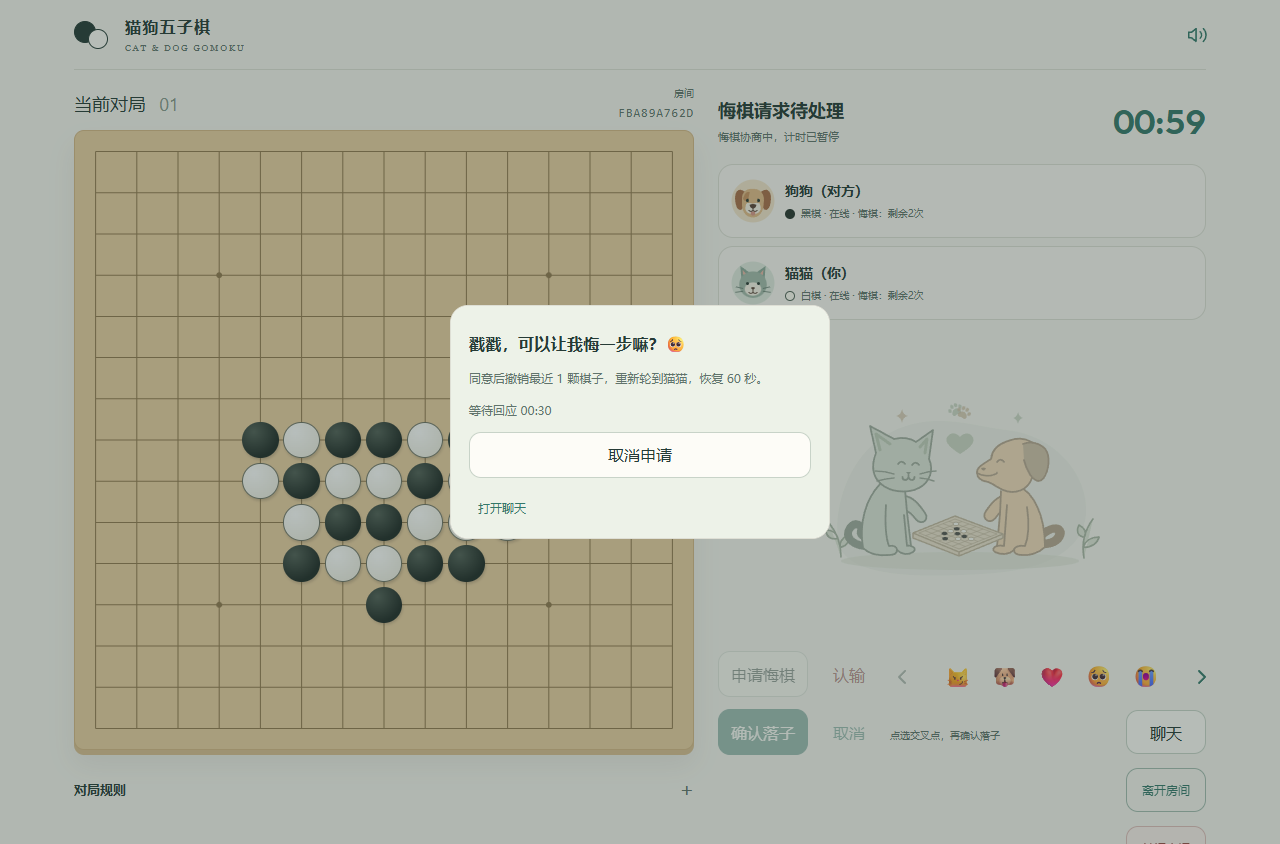 猫狗五子棋
CAT & DOG GOMOKU
当前对局 01
房间
FBA89A762D
悔棋请求待处理
悔棋协商中，计时已暂停
00:59
狗狗（对方）
黑棋 · 在线 · 悔棋：剩余2次
猫猫（你）
白棋 · 在线 · 悔棋：剩余2次
戳戳，可以让我悔一步嘛？🥺
同意后撤销最近 1 颗棋子，重新轮到猫猫，恢复 60 秒。
等待回应 00:30
取消申请
打开聊天
申请悔棋
认输
确认落子
取消
点选交叉点，再确认落子
聊天
离开房间
对局规则
+